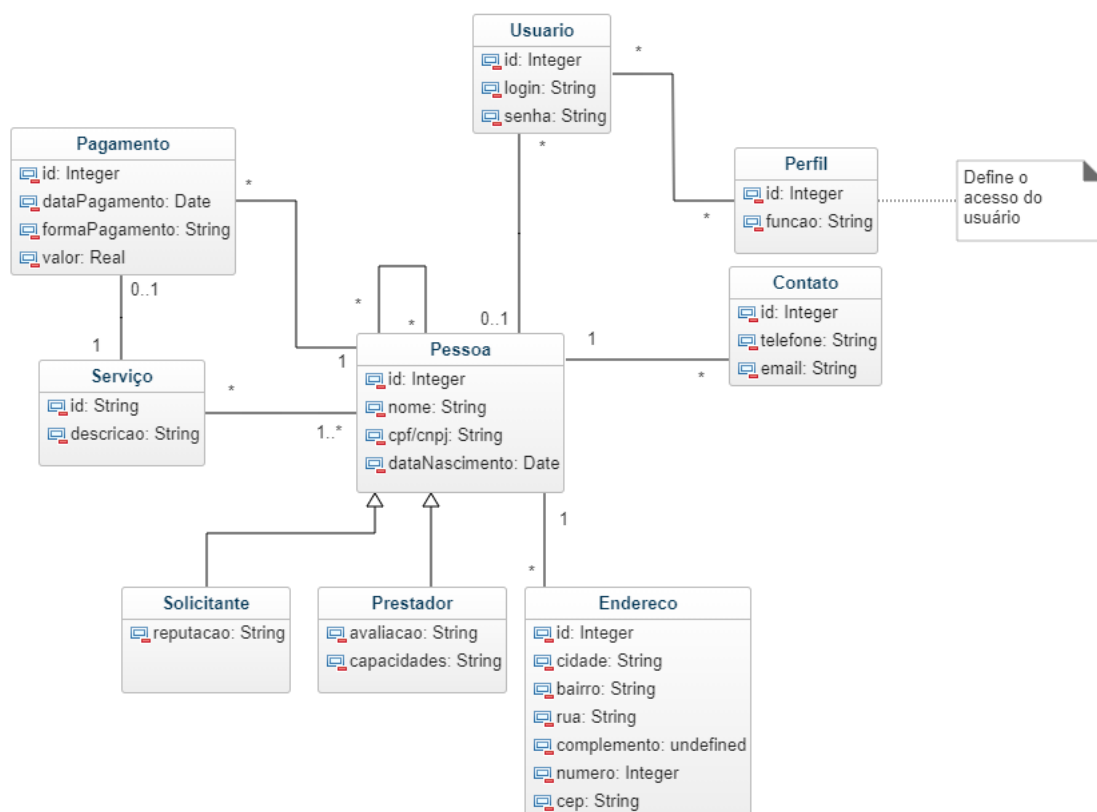 Usuario
id: Integer
login: String
senha: String
*
*
Pagamento
id: Integer
dataPagamento: Date
formaPagamento: String
valor: Real
*
0..1
1
Perfil
id: Integer
funcao: String
*
Define o
acesso do
usuário
Contato
id: Integer
telefone: String
email: String
*
*
0..1
1
1
*
Pessoa
id: Integer
nome: String
cpf/cnpj: String
dataNascimento: Date
Serviço
id: String
descricao: String
*
1..*
1
*
Solicitante
reputacao: String
Prestador
avaliacao: String
capacidades: String
Endereco
id: Integer
cidade: String
bairro: String
rua: String
complemento: undefined
numero: Integer
cep: String